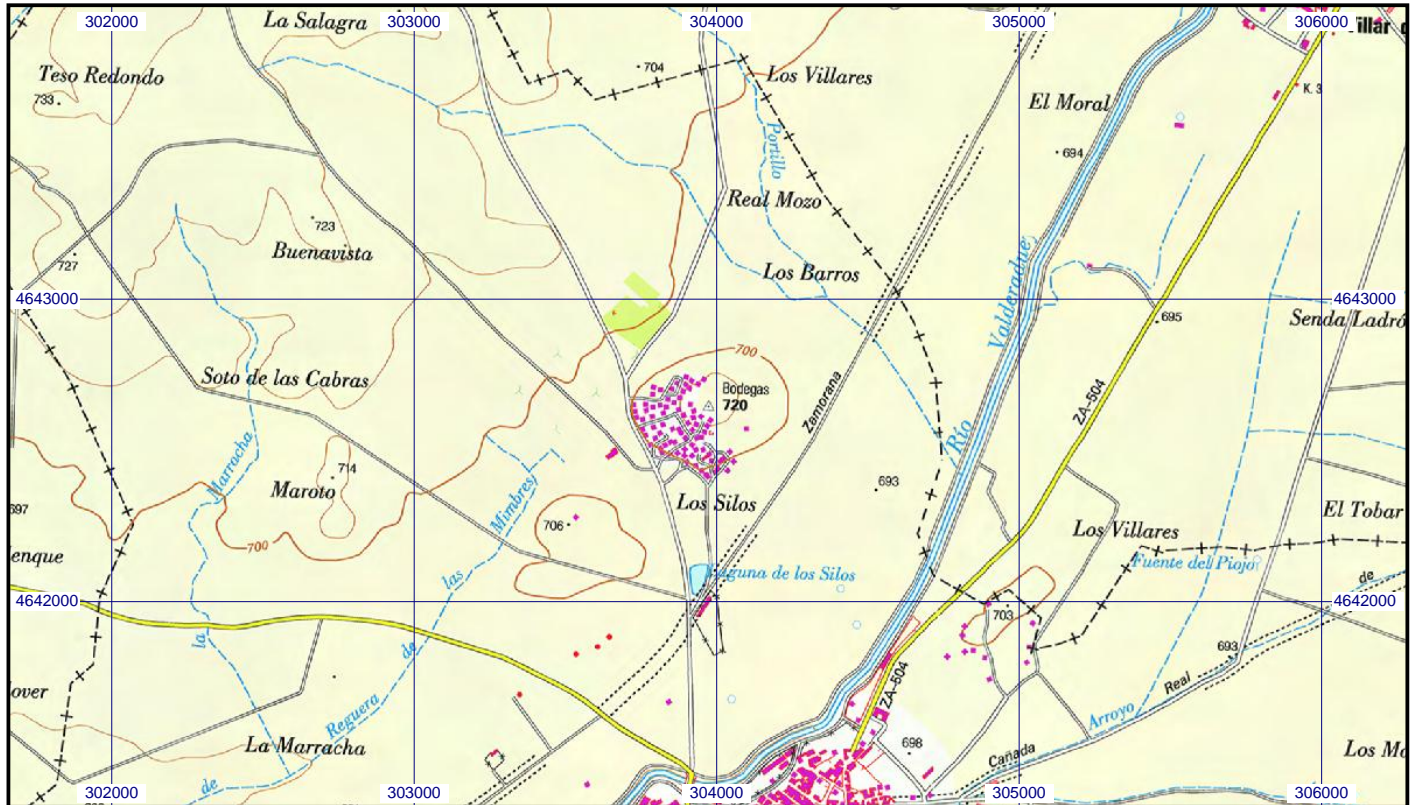 302000 303000 304000 305000 306000
La Salagra
Teso Redondo
733
704
Los Villares
El Moral
K. 3
Portillo
694
Real Mozo
723
Buenavista
727
Los Barros
Valderaduey
4643000 4643000
695
Senda Ladró
700
Soto de las Cabras
Bodegas
720
Zamorana
ZA-504
Río
Marracha
714
Maroto
693
697
Mimbres
Los Silos
706
El Tobar
Los Villares
700
enque
Fuente del Piojo
Laguna de los Silos
las
de
4642000 4642000
703
la
de
693
over
Real
ZA-504
Reguera
Arroyo
La Marracha
698
Cañada
de
302000 303000 304000 305000 306000